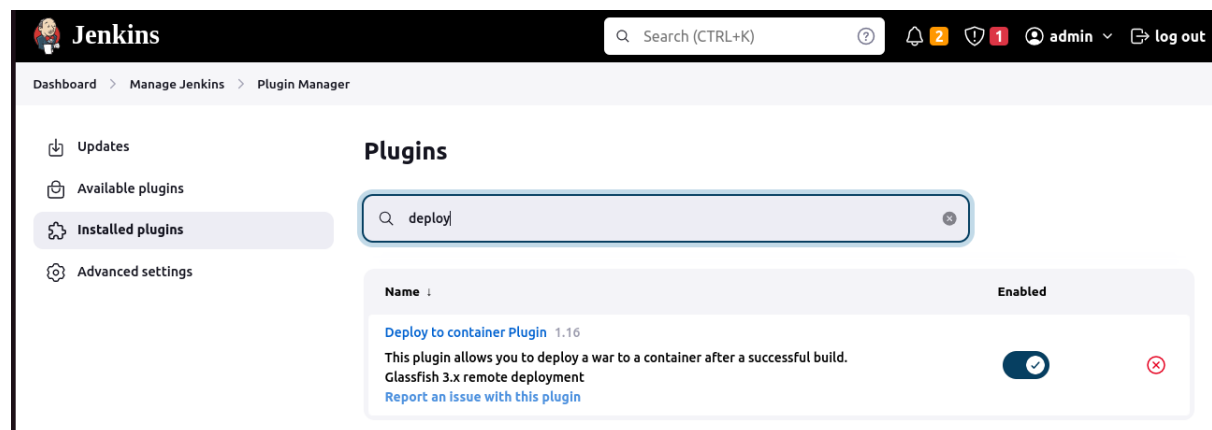 Jenkins
Search (CTRL+K)
2
1
admin
log out
Dashboard > Manage Jenkins > Plugin Manager
Updates
Available plugins
Installed plugins
Advanced settings
Plugins
deploy
Name ↓
Enabled
Deploy to container Plugin 1.16
This plugin allows you to deploy a war to a container after a successful build.
Glassfish 3.x remote deployment
Report an issue with this plugin